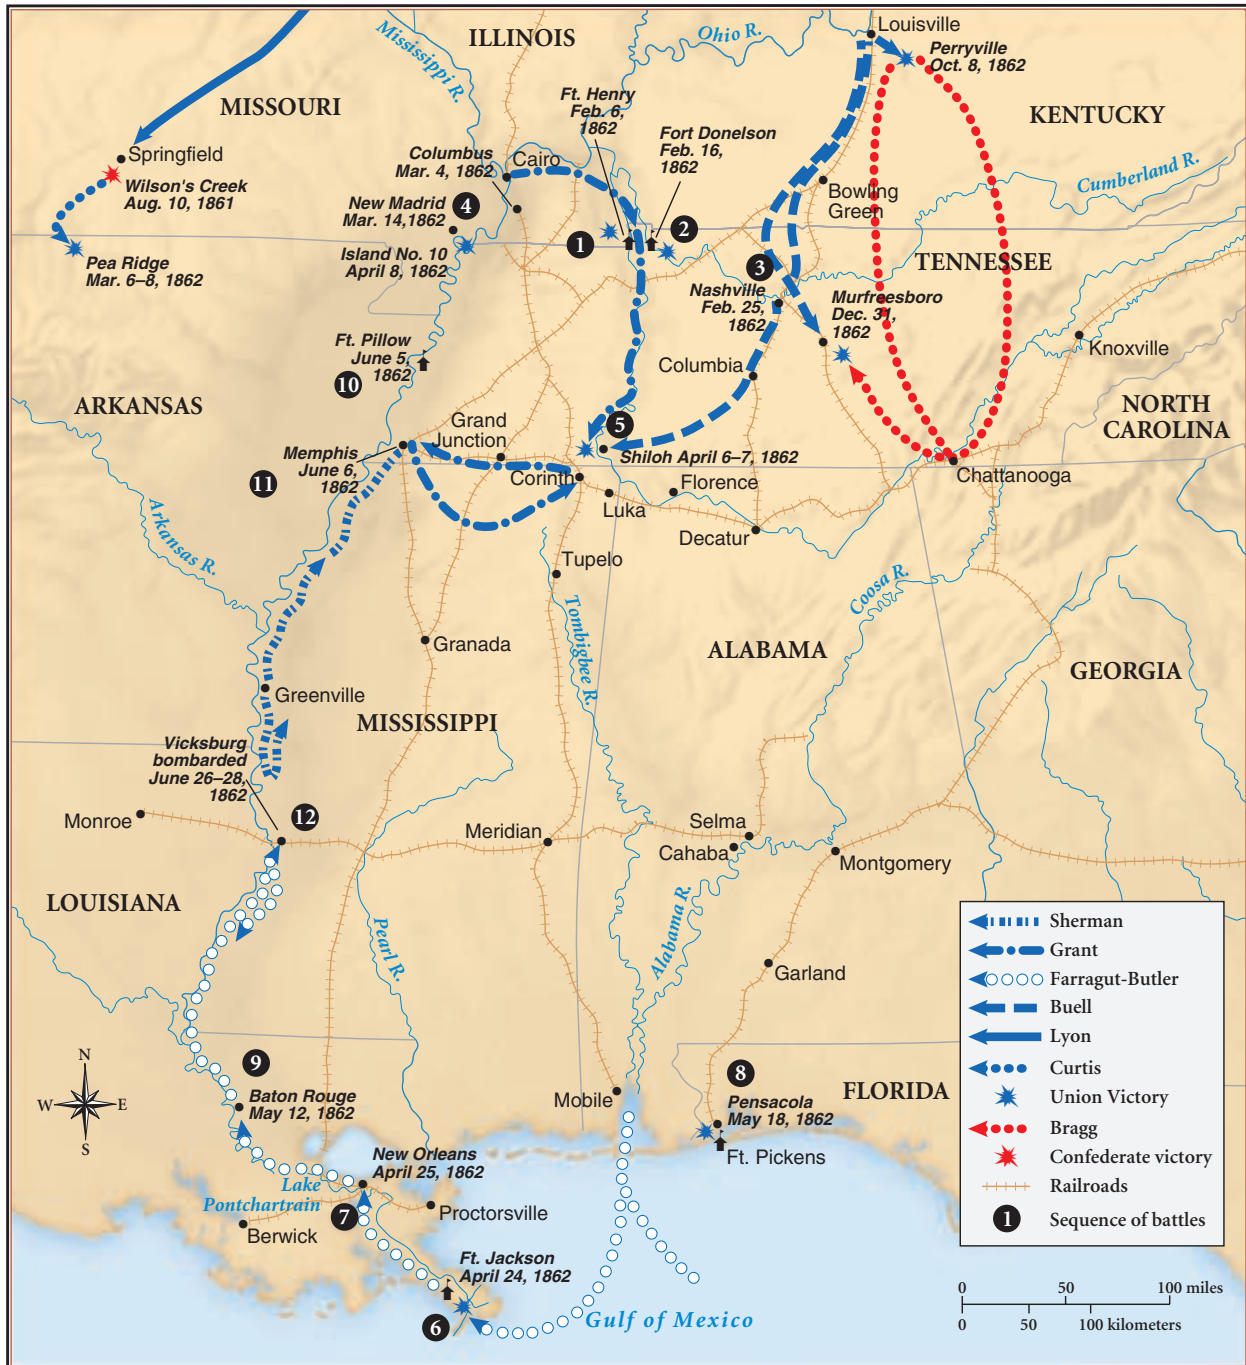 Louisville
Ohio R.
ILLINOIS
Mississippi R.
Perryville
Oct. 8, 1862
MISSOURI
Ft. Henry
Feb. 6,
1862
KENTUCKY
Fort Donelson
Feb. 16,
1862
Springfield
Columbus
Mar. 4, 1862
Cairo
Cumberland R.
Wilson's Creek
Aug. 10, 1861
Bowling
Green
New Madrid
Mar. 14,1862
4
1
2
Island No. 10
April 8, 1862
3
TENNESSEE
Pea Ridge
Mar. 6–8, 1862
Nashville
Feb. 25,
1862
Murfreesboro
Dec. 31,
1862
Ft. Pillow
June 5,
1862
10
Knoxville
Columbia
ARKANSAS
NORTH
CAROLINA
5
Grand
Junction
Memphis
June 6,
1862
Shiloh April 6–7, 1862
11
Corinth
Chattanooga
Florence
Luka
Arkansas R.
Decatur
Tupelo
Coosa R.
Tombigbee R.
Granada
ALABAMA
GEORGIA
Greenville
MISSISSIPPI
Vicksburg
bombarded
June 26–28,
1862
12
Monroe
Meridian
Selma
Cahaba
Montgomery
LOUISIANA
Pearl R.
Alabama R.
Garland
Sherman
Grant
Farragut-Butler
Buell
Lyon
Curtis
Union Victory
Bragg
Confederate victory
Railroads
1
Sequence of battles
N
W
E
S
9
Baton Rouge
May 12, 1862
Mobile
8
FLORIDA
Pensacola
May 18, 1862
Ft. Pickens
New Orleans
April 25, 1862
Lake
Pontchartrain
7
Proctorsville
Berwick
Ft. Jackson
April 24, 1862
6
Gulf of Mexico
0 50 100 miles
0 50 100 kilometers